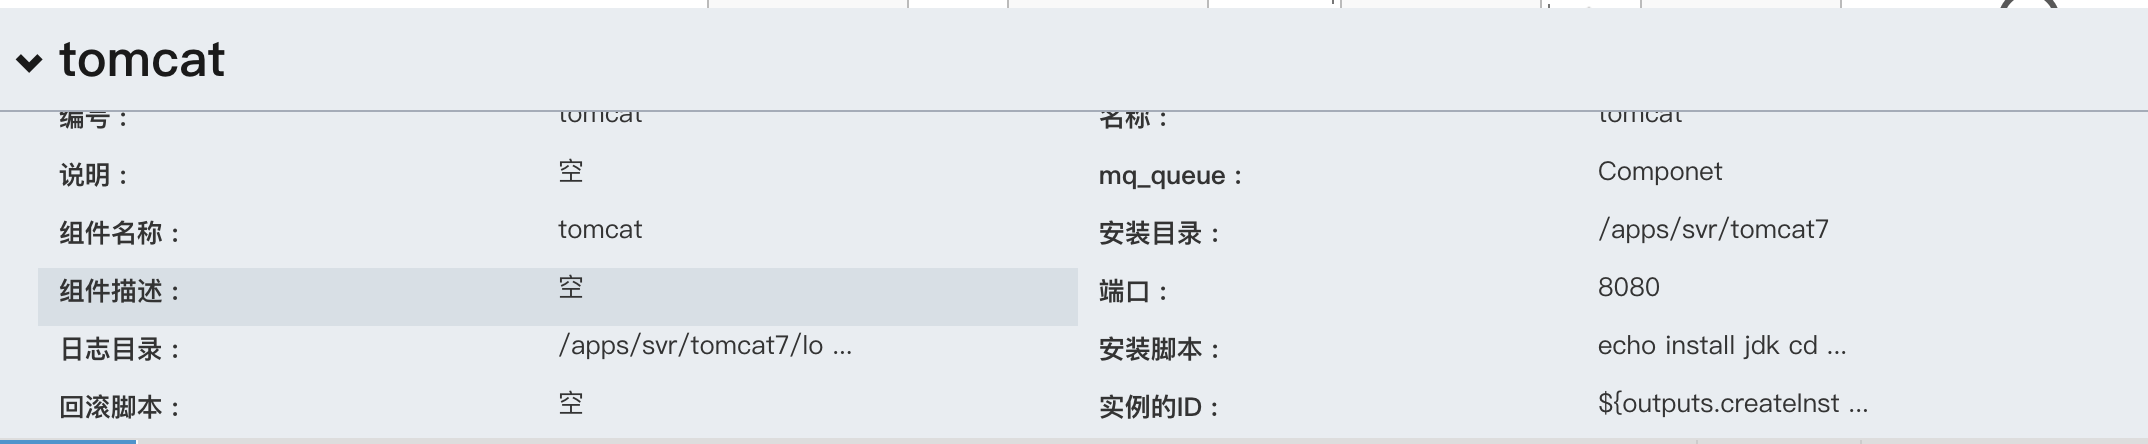 tomcat
编号： tomcat 名称： tomcat
说明： 空 mq_queue： Componet
组件名称： tomcat 安装目录： /apps/svr/tomcat7
组件描述： 空 端口： 8080
日志目录： /apps/svr/tomcat7/lo ... 安装脚本： echo install jdk cd ...
回滚脚本： 空 实例的ID： ${outputs.createInst ...